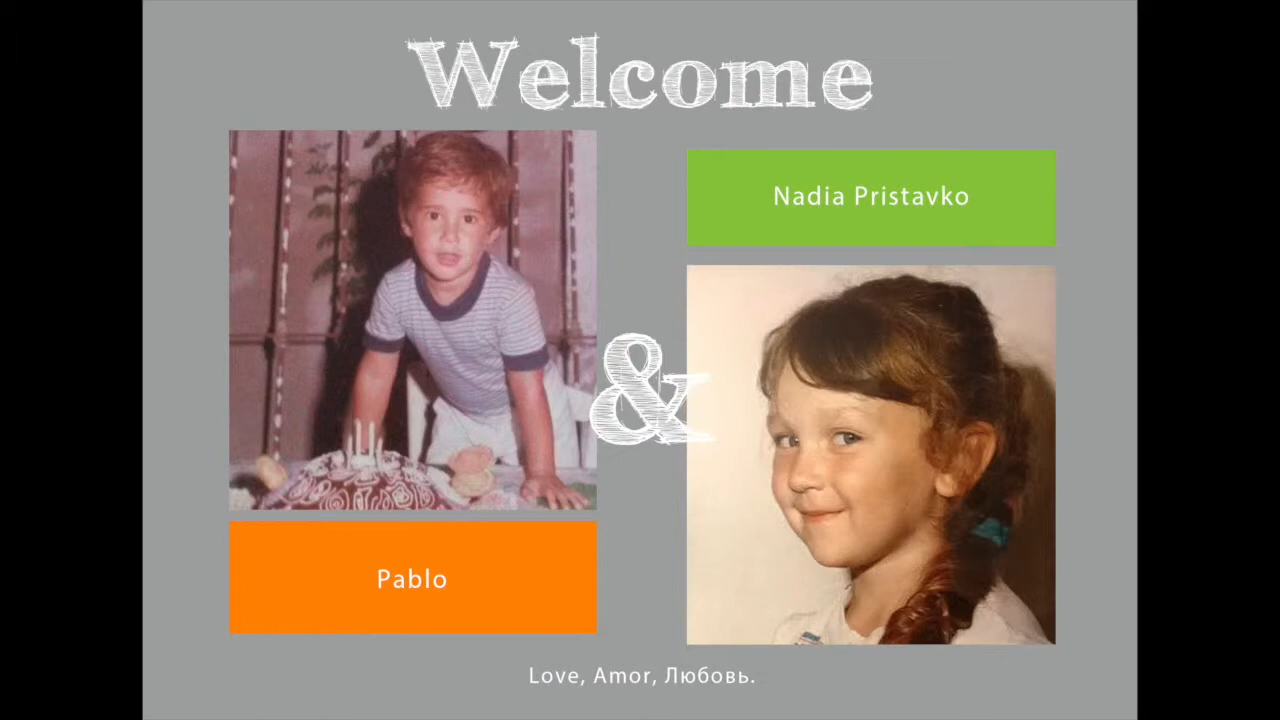 Welcome
Nadia Pristavko
&
Pablo
Love, Amor, Любовь.